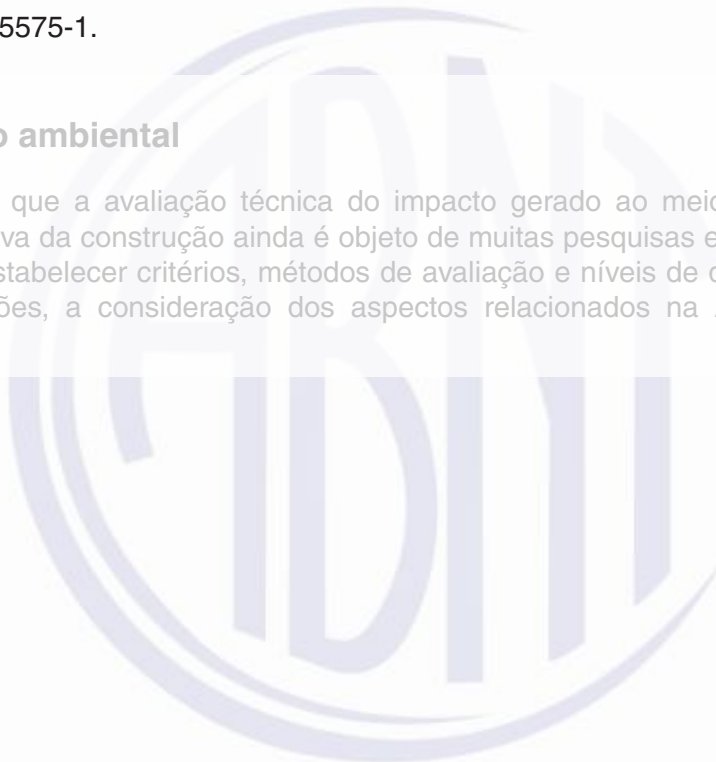 5575-1.
o ambiental
que a avaliação técnica do impacto gerado ao meio
va da construção ainda é objeto de muitas pesquisas e
stabelecer critérios, métodos de avaliação e níveis de
ões, a consideração dos aspectos relacionados na
ABNT